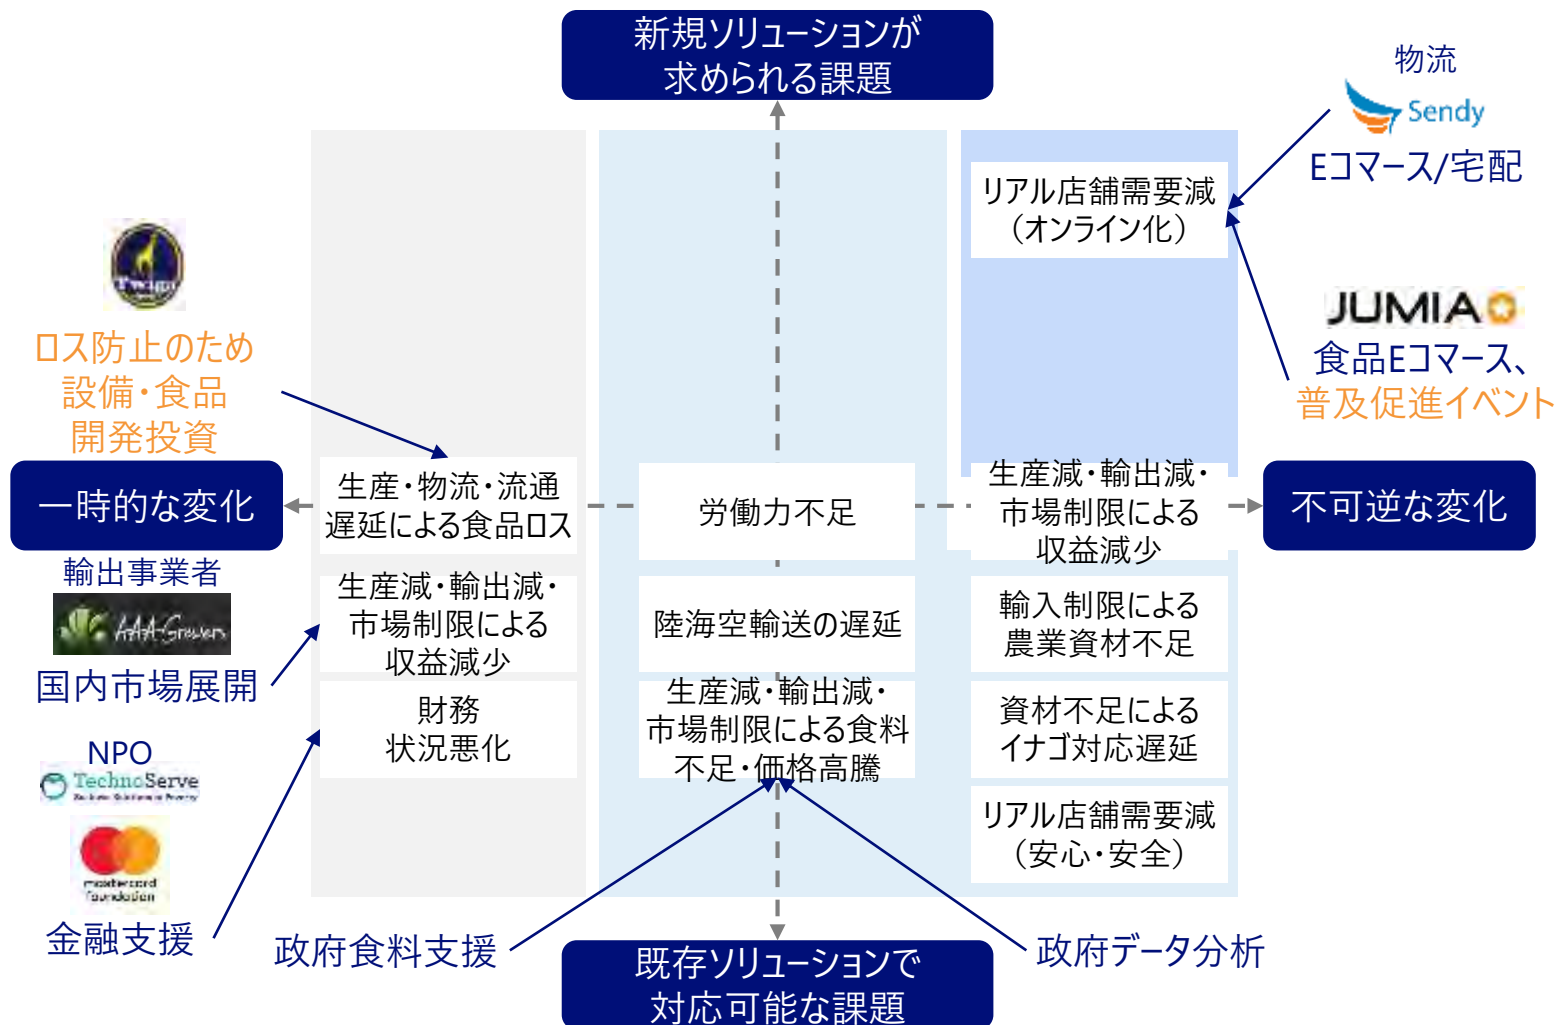 新規ソリューションが
求められる課題
物流
Sendy
Eコマース/宅配
リアル店舗需要減
（オンライン化）
Twiga
ロス防止のため
設備・食品
開発投資
JUMIA
食品Eコマース、
普及促進イベント
一時的な変化
生産・物流・流通
遅延による食品ロス
労働力不足
生産減・輸出減・
市場制限による
収益減少
不可逆な変化
輸出事業者
AAA Growers
国内市場展開
生産減・輸出減・
市場制限による
収益減少
陸海空輸送の遅延
輸入制限による
農業資材不足
財務
状況悪化
生産減・輸出減・
市場制限による食料
不足・価格高騰
資材不足による
イナゴ対応遅延
NPO
TechnoServe
Business Solutions to Poverty
mastercard
foundation
金融支援
リアル店舗需要減
（安心・安全）
政府食料支援
政府データ分析
既存ソリューションで
対応可能な課題